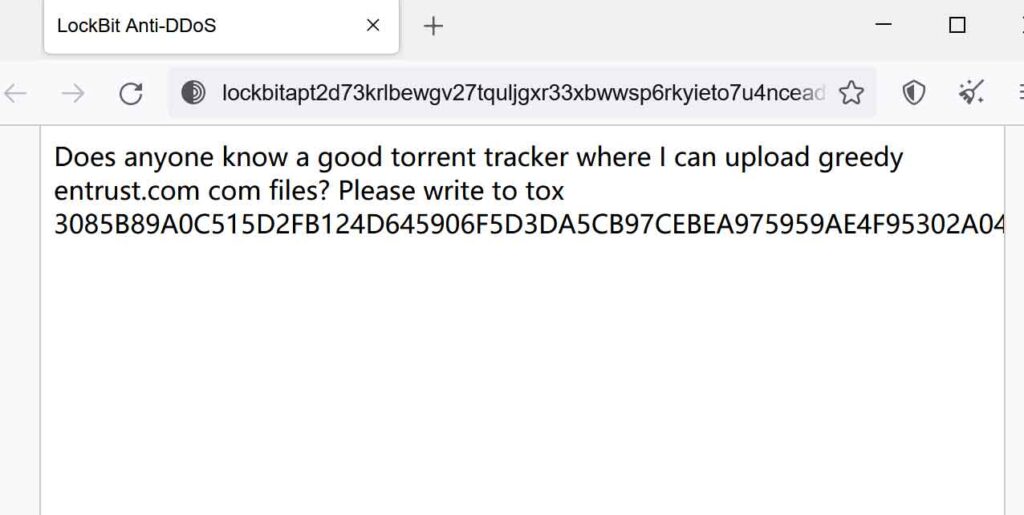 LockBit Anti-DDoS
lockbitapt2d73krlbewgv27tquljgxr33xbwwsp6rkyieto7u4ncead
Does anyone know a good torrent tracker where I can upload greedy
entrust.com com files? Please write to tox
3085B89A0C515D2FB124D645906F5D3DA5CB97CEBEA975959AE4F95302A04